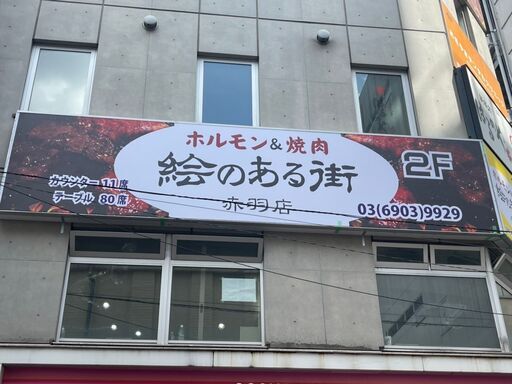 ホルモン&焼肉
絵のある街
赤羽店
カウンター 11席
テーブル 80席
2F
03(6903)9929